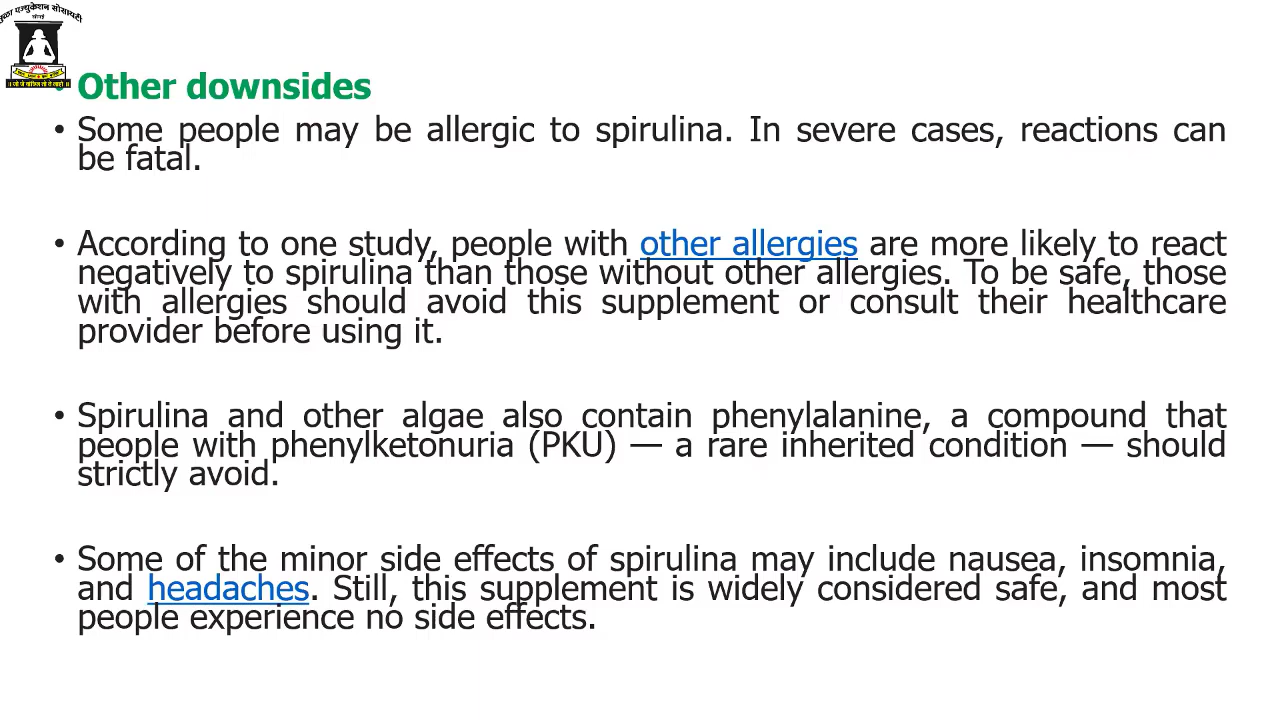 एज्युकेशन सोसायटी
• Other downsides
• Some people may be allergic to spirulina. In severe cases, reactions can
be fatal.
• According to one study, people with other allergies are more likely to react
negatively to spirulina than those without other allergies. To be safe, those
with allergies should avoid this supplement or consult their healthcare
provider before using it.
• Spirulina and other algae also contain phenylalanine, a compound that
people with phenylketonuria (PKU) — a rare inherited condition — should
strictly avoid.
• Some of the minor side effects of spirulina may include nausea, insomnia,
and headaches. Still, this supplement is widely considered safe, and most
people experience no side effects.